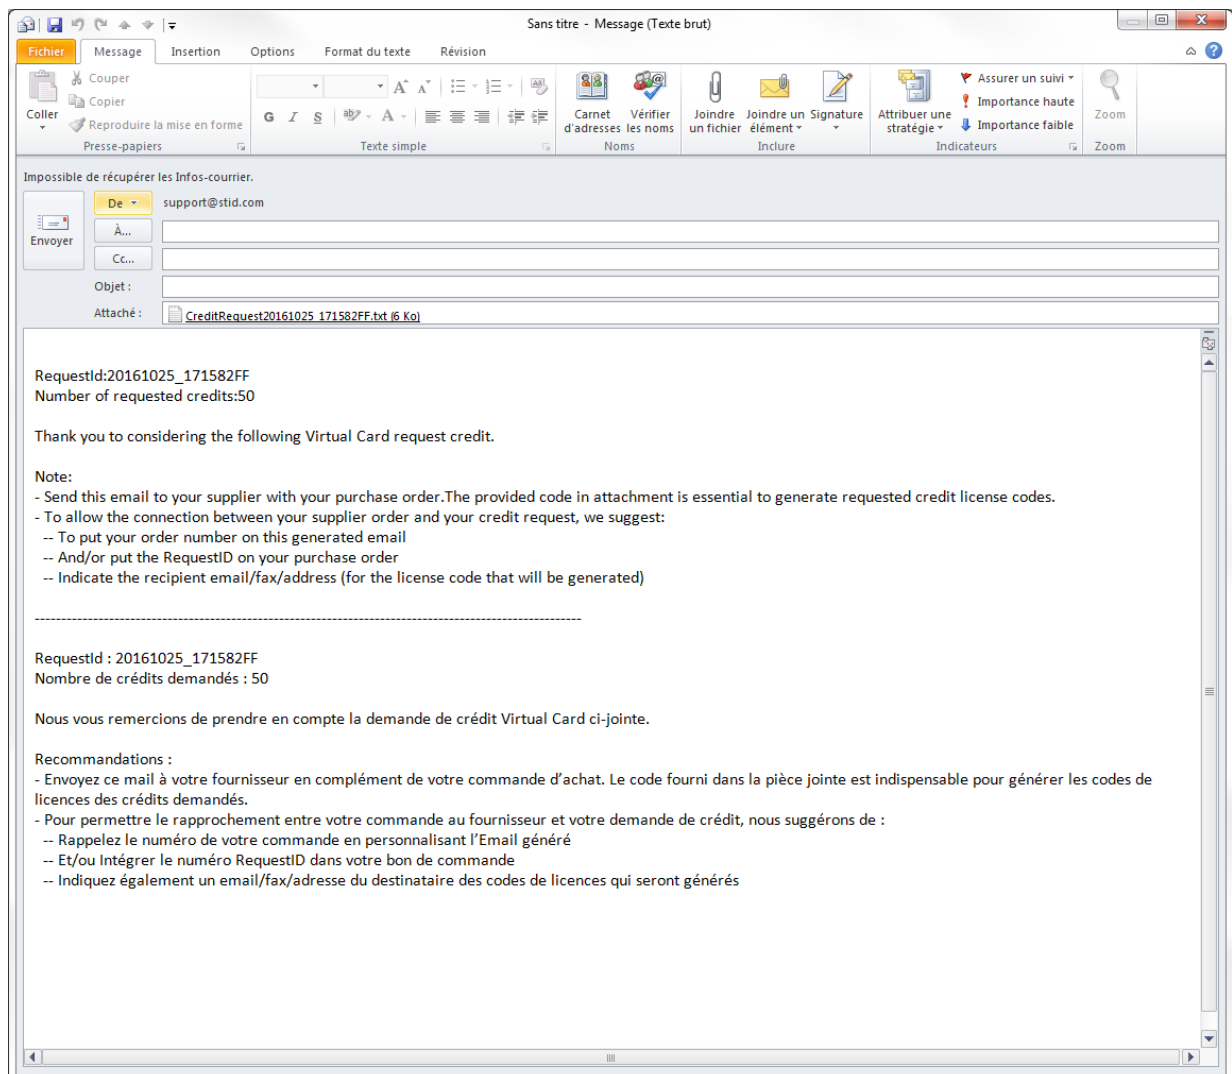 Sans titre - Message (Texte brut)
Fichier Message Insertion Options Format du texte Révision
Couper
Copier
Reproduire la mise en forme
Coller
Presse-papiers
G I S
Texte simple
Carnet d'adresses
Vérifier les noms
Noms
Joindre un fichier
Joindre un élément
Signature
Inclure
Attribuer une stratégie
Assurer un suivi
Importance haute
Importance faible
Indicateurs
Zoom
Zoom
Impossible de récupérer les Infos-courrier.
Envoyer
De support@stid.com
À...
Cc...
Objet :
Attaché : CreditRequest20161025_171582FF.txt (6 Ko)
RequestId:20161025_171582FF
Number of requested credits:50
Thank you to considering the following Virtual Card request credit.
Note:
- Send this email to your supplier with your purchase order.The provided code in attachment is essential to generate requested credit license codes.
- To allow the connection between your supplier order and your credit request, we suggest:
-- To put your order number on this generated email
-- And/or put the RequestID on your purchase order
-- Indicate the recipient email/fax/address (for the license code that will be generated)
--------------------------------------------------------------------------------------------------------
RequestId : 20161025_171582FF
Nombre de crédits demandés : 50
Nous vous remercions de prendre en compte la demande de crédit Virtual Card ci-jointe.
Recommandations :
- Envoyez ce mail à votre fournisseur en complément de votre commande d'achat. Le code fourni dans la pièce jointe est indispensable pour générer les codes de
licences des crédits demandés.
- Pour permettre le rapprochement entre votre commande au fournisseur et votre demande de crédit, nous suggérons de :
-- Rappelez le numéro de votre commande en personnalisant l'Email généré
-- Et/ou Intégrer le numéro RequestID dans votre bon de commande
-- Indiquez également un email/fax/adresse du destinataire des codes de licences qui seront générés